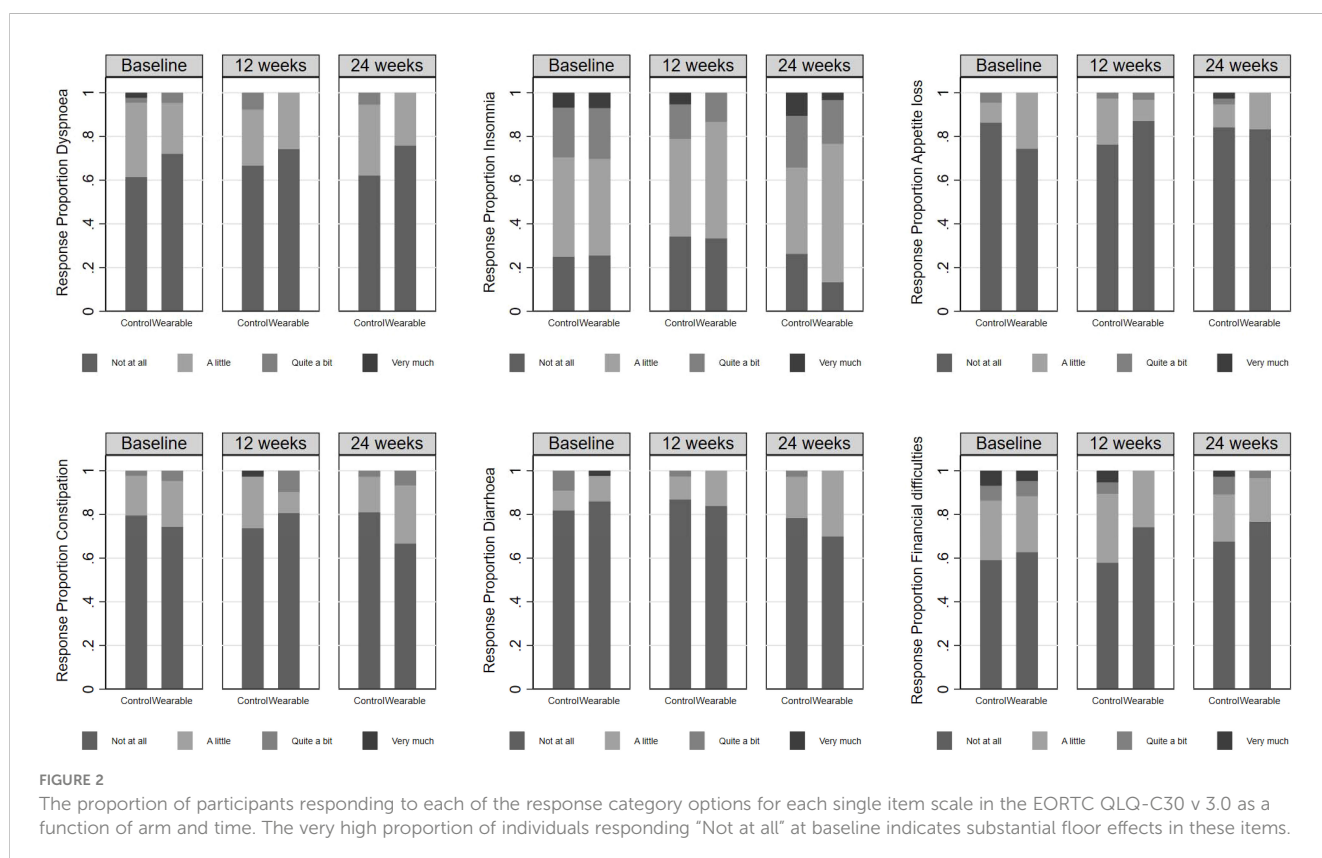 Baseline 12 weeks 24 weeks
Response Proportion Dyspnoea
1
.8
.6
.4
.2
0
ControlWearable ControlWearable ControlWearable
Not at all A little Quite a bit Very much
Baseline 12 weeks 24 weeks
Response Proportion Insomnia
1
.8
.6
.4
.2
0
ControlWearable ControlWearable ControlWearable
Not at all A little Quite a bit Very much
Baseline 12 weeks 24 weeks
Response Proportion Appetite loss
1
.8
.6
.4
.2
0
ControlWearable ControlWearable ControlWearable
Not at all A little Quite a bit Very much
Baseline 12 weeks 24 weeks
Response Proportion Constipation
1
.8
.6
.4
.2
0
ControlWearable ControlWearable ControlWearable
Not at all A little Quite a bit Very much
Baseline 12 weeks 24 weeks
Response Proportion Diarrhoea
1
.8
.6
.4
.2
0
ControlWearable ControlWearable ControlWearable
Not at all A little Quite a bit Very much
Baseline 12 weeks 24 weeks
Response Proportion Financial difficulties
1
.8
.6
.4
.2
0
ControlWearable ControlWearable ControlWearable
Not at all A little Quite a bit Very much
FIGURE 2
The proportion of participants responding to each of the response category options for each single item scale in the EORTC QLQ-C30 v 3.0 as a
function of arm and time. The very high proportion of individuals responding “Not at all” at baseline indicates substantial floor effects in these items.